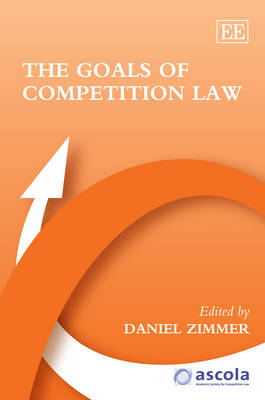 EE
THE GOALS OF
COMPETITION LAW
Edited by
DANIEL ZIMMER
ascola
Academic Society for Competition Law